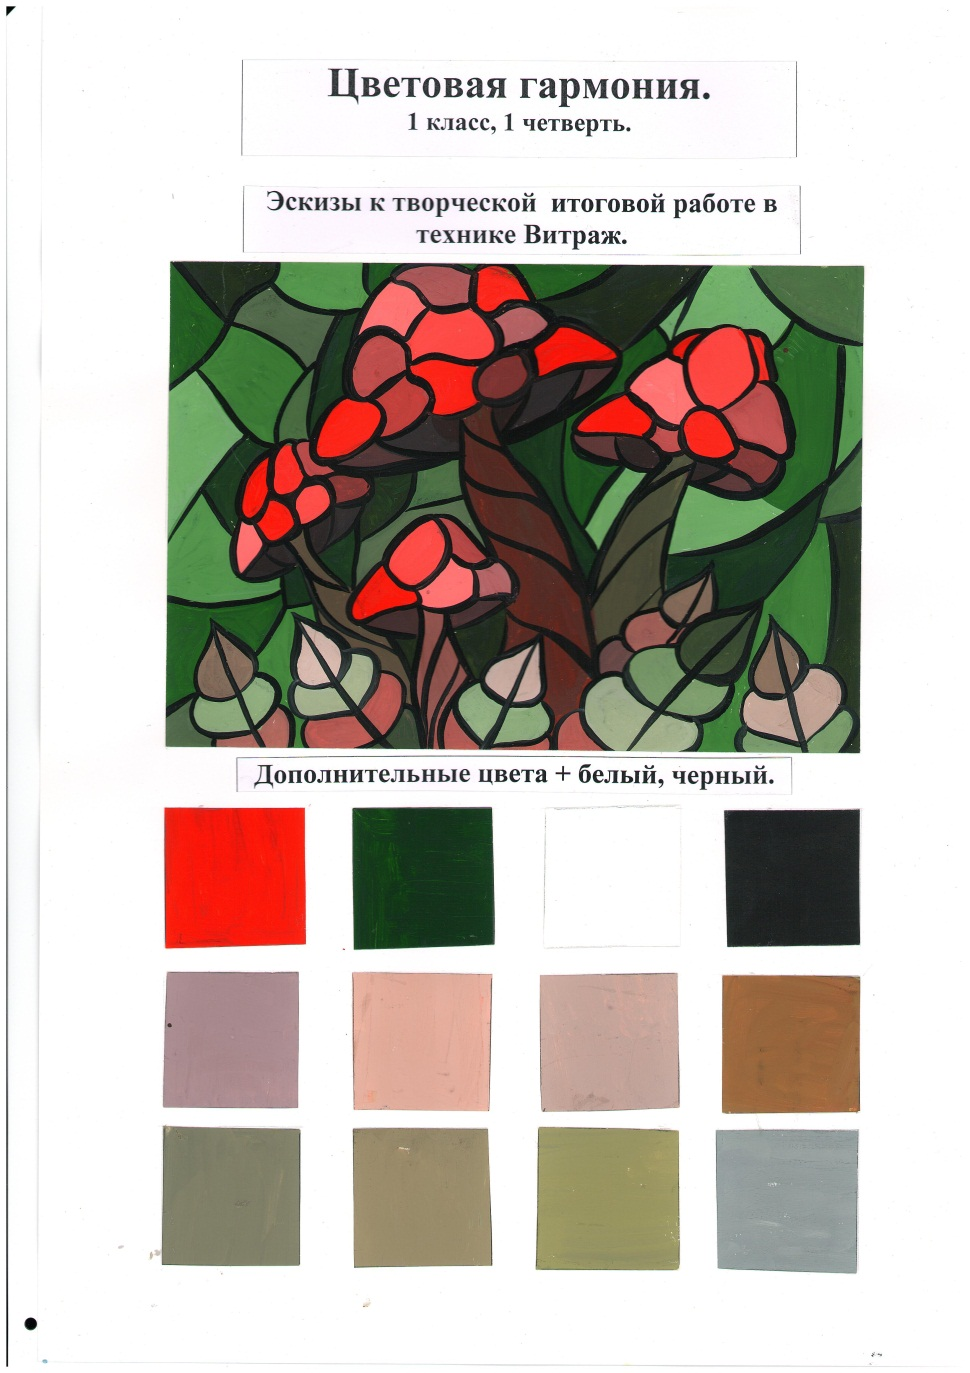 Цветовая гармония.
1 класс, 1 четверть.
Эскизы к творческой итоговой работе в
технике Витраж.
Дополнительные цвета + белый, черный.